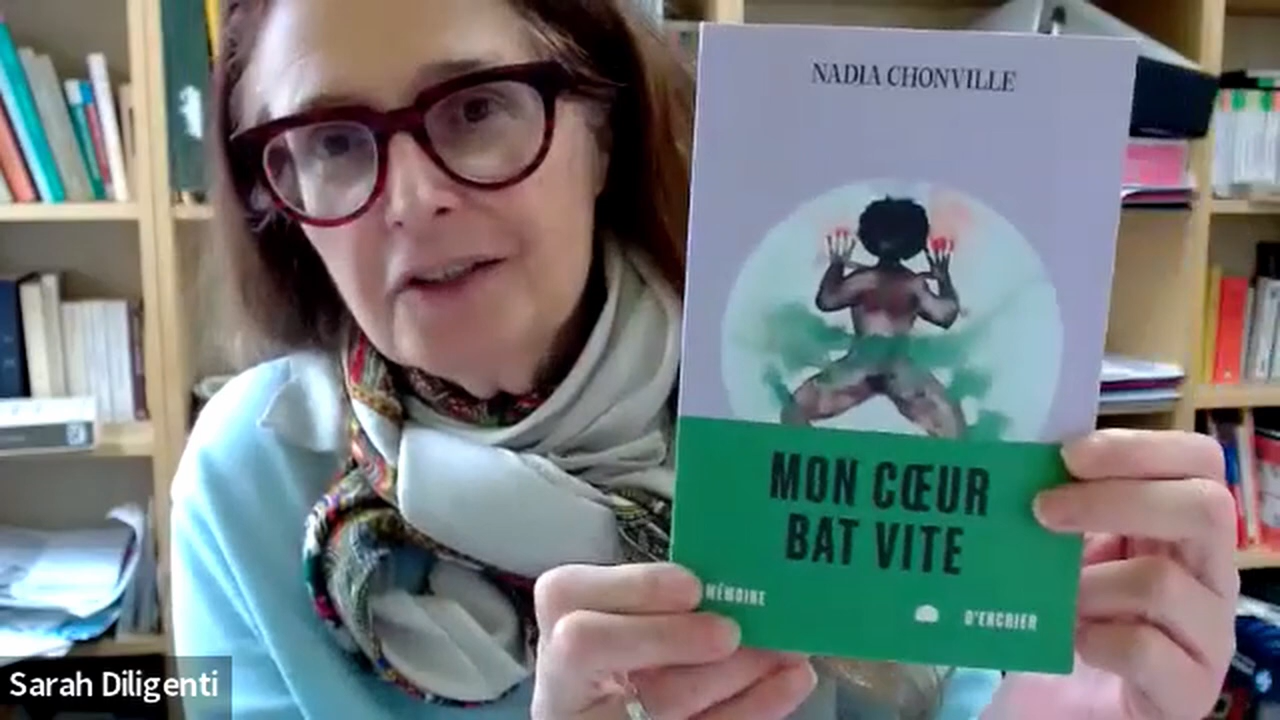 NADIA CHONVILLE
MON CŒUR
BAT VITE
MÉMOIRE D'ENCRIER
Sarah Diligenti